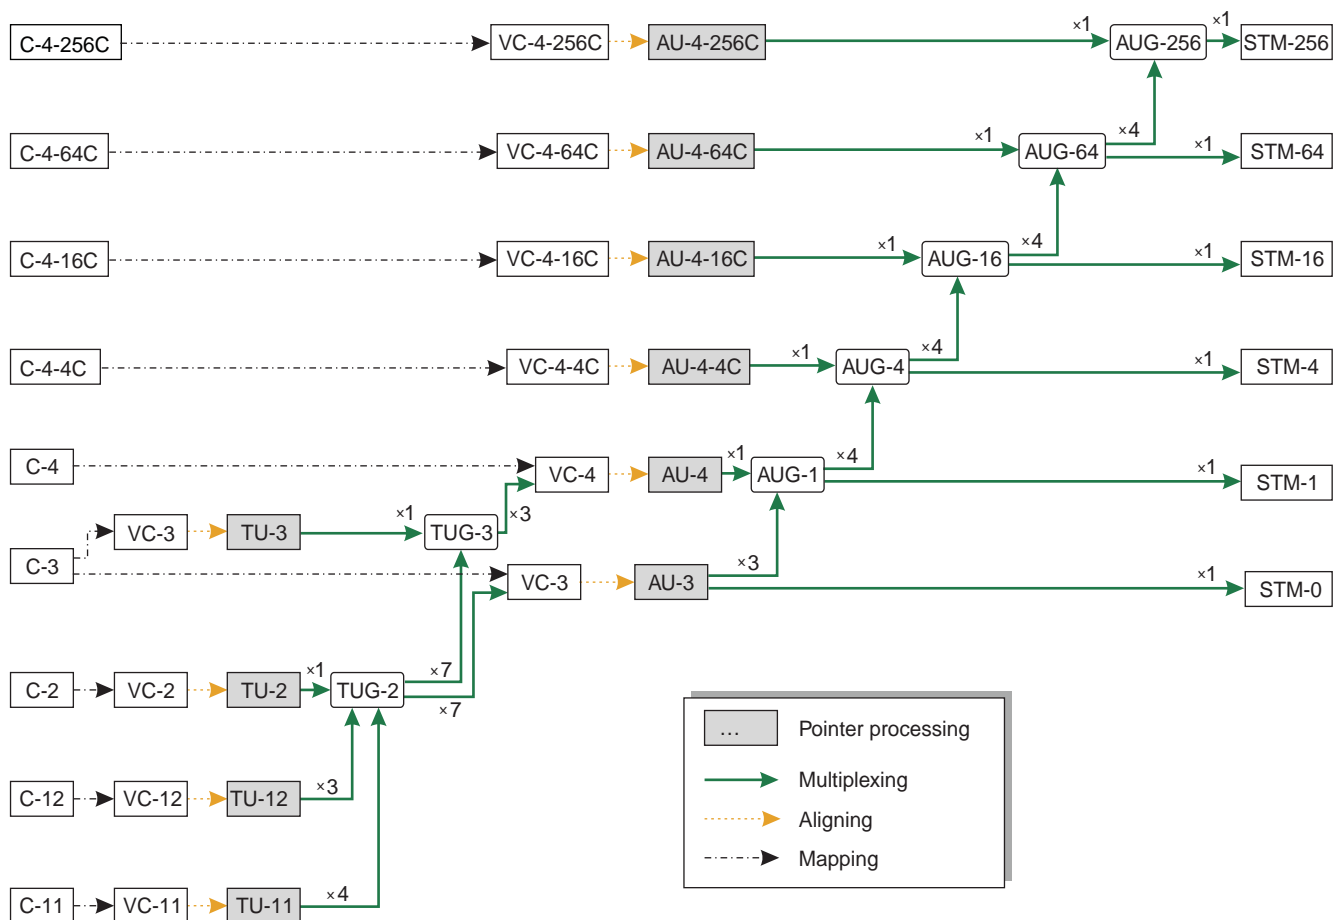 C-4-256C VC-4-256C AU-4-256C ×1 AUG-256 ×1 STM-256
C-4-64C VC-4-64C AU-4-64C ×1 AUG-64 ×4 ×1 STM-64
C-4-16C VC-4-16C AU-4-16C ×1 AUG-16 ×4 ×1 STM-16
C-4-4C VC-4-4C AU-4-4C ×1 AUG-4 ×4 ×1 STM-4
C-4 VC-4 AU-4 ×1 AUG-1 ×4 ×1 STM-1
VC-3 TU-3 ×1 TUG-3 ×3
C-3 VC-3 AU-3 ×3 ×1 STM-0
C-2 VC-2 TU-2 ×1 TUG-2 ×7
×7
C-12 VC-12 TU-12 ×3
C-11 VC-11 TU-11 ×4
... Pointer processing
Multiplexing
Aligning
Mapping